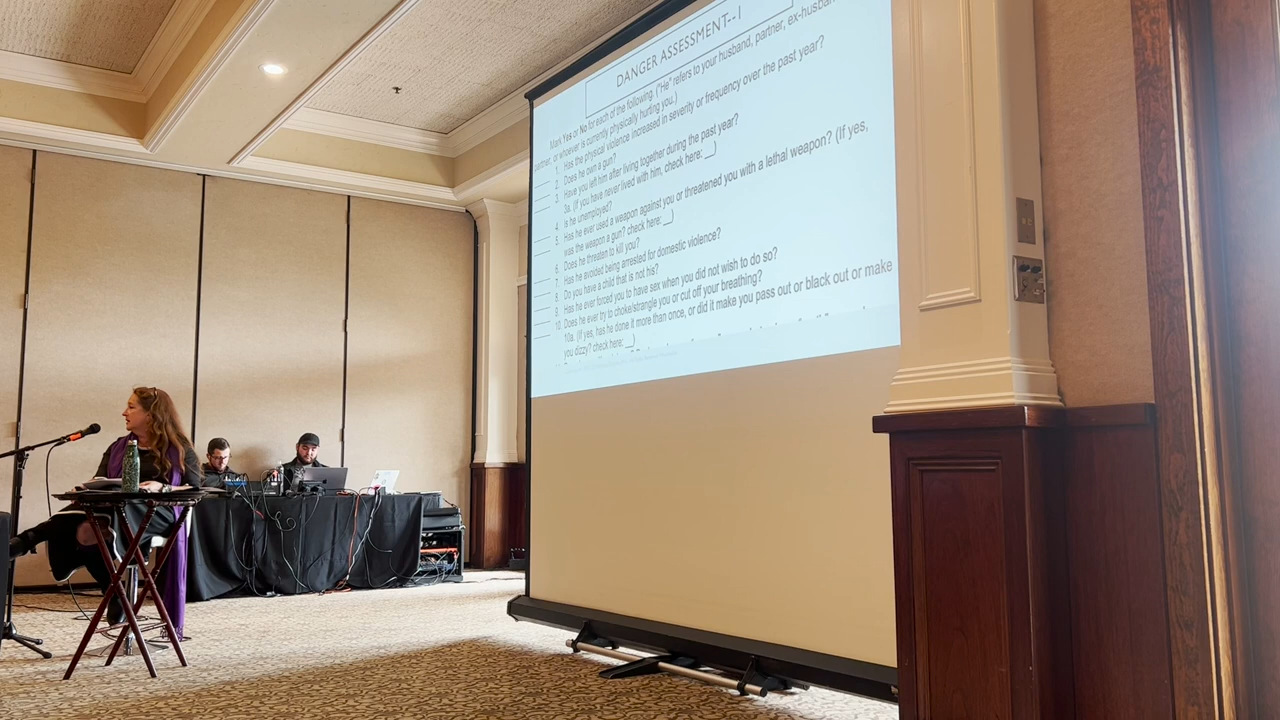 DANGER ASSESSMENT--1
Mark Yes or No for each of the following. ("He" refers to your husband, partner, ex-husban
partner, or whoever is currently physically hurting you.)
1. Has the physical violence increased in severity or frequency over the past year?
2. Does he own a gun?
3. Have you left him after living together during the past year?
3a. (If you have never lived with him, check here: __)
4. Is he unemployed?
5. Has he ever used a weapon against you or threatened you with a lethal weapon? (If yes,
was the weapon a gun? check here: __)
6. Does he threaten to kill you?
7. Has he avoided being arrested for domestic violence?
8. Do you have a child that is not his?
9. Has he ever forced you to have sex when you did not wish to do so?
10. Does he ever try to choke/strangle you or cut off your breathing?
10a. (If yes, has he done it more than once, or did it make you pass out or black out or make
you dizzy? check here: __)